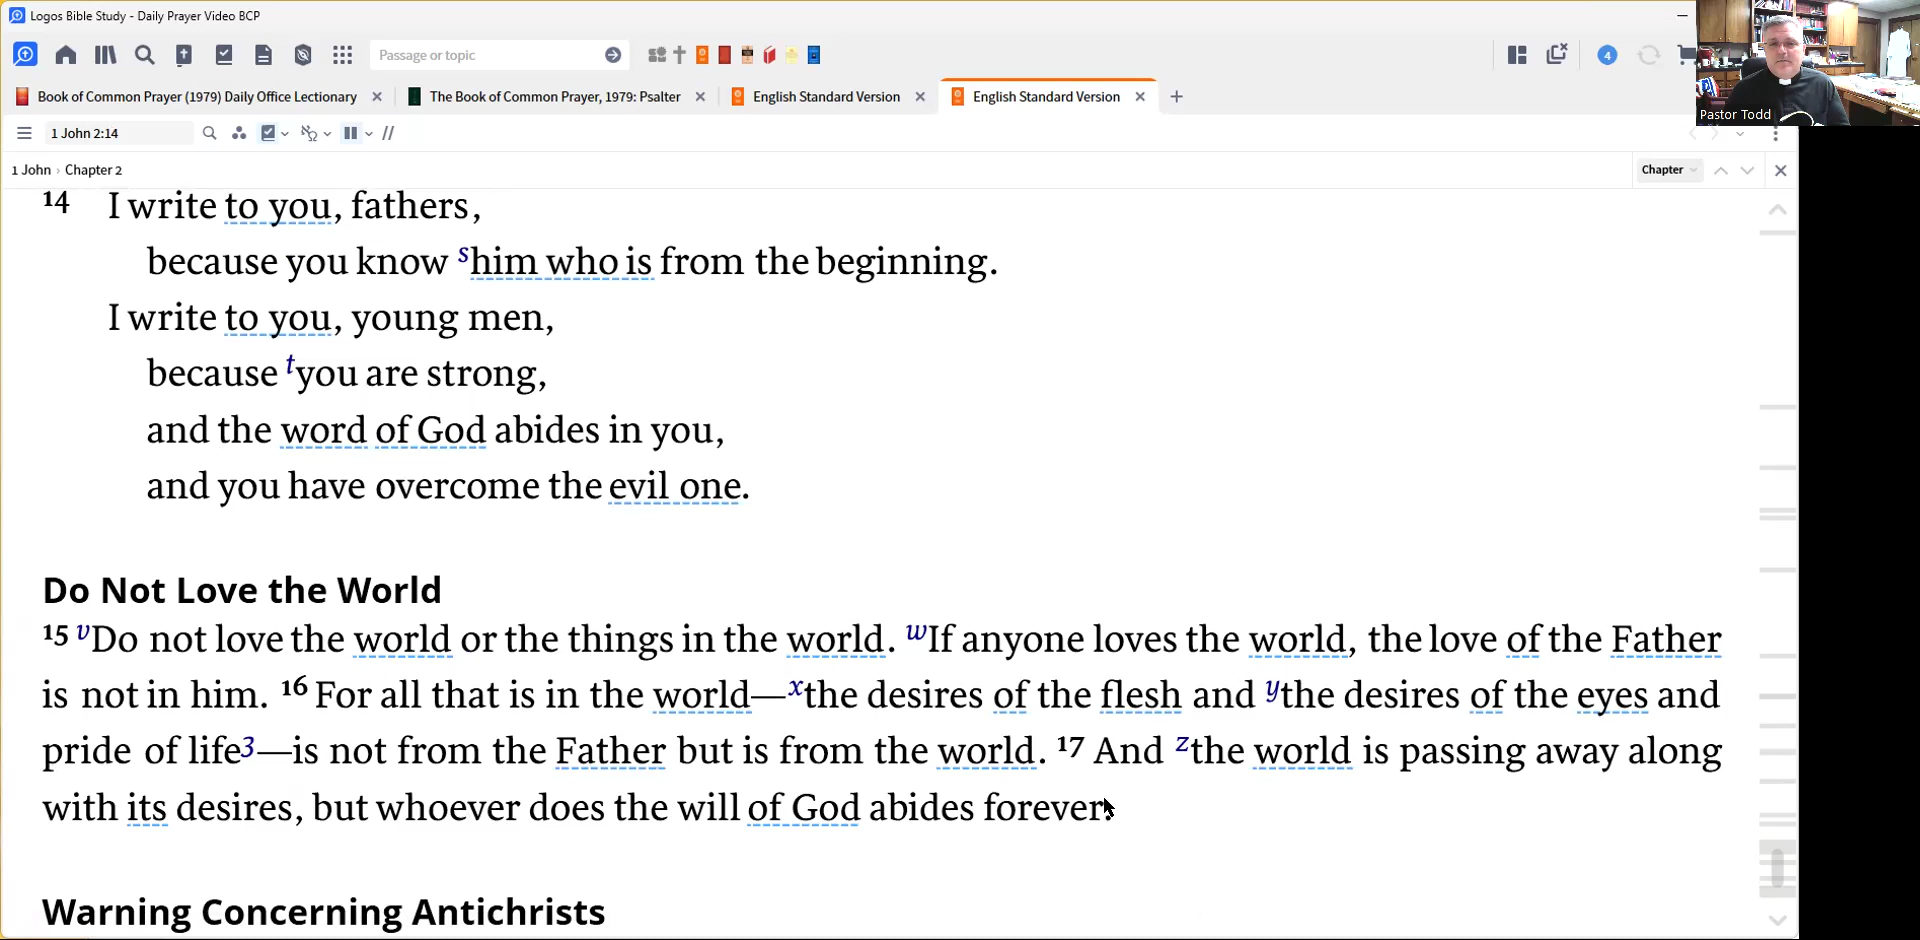 Logos Bible Study - Daily Prayer Video BCP
Passage or topic
4
Book of Common Prayer (1979) Daily Office Lectionary
The Book of Common Prayer, 1979: Psalter
English Standard Version
English Standard Version
Pastor Todd
1 John 2:14
1 John › Chapter 2
Chapter
14 I write to you, fathers,
because you know s him who is from the beginning.
I write to you, young men,
because t you are strong,
and the word of God abides in you,
and you have overcome the evil one.
Do Not Love the World
15 v Do not love the world or the things in the world. w If anyone loves the world, the love of the Father
is not in him. 16 For all that is in the world—x the desires of the flesh and y the desires of the eyes and
pride of life3—is not from the Father but is from the world. 17 And z the world is passing away along
with its desires, but whoever does the will of God abides forever.
Warning Concerning Antichrists